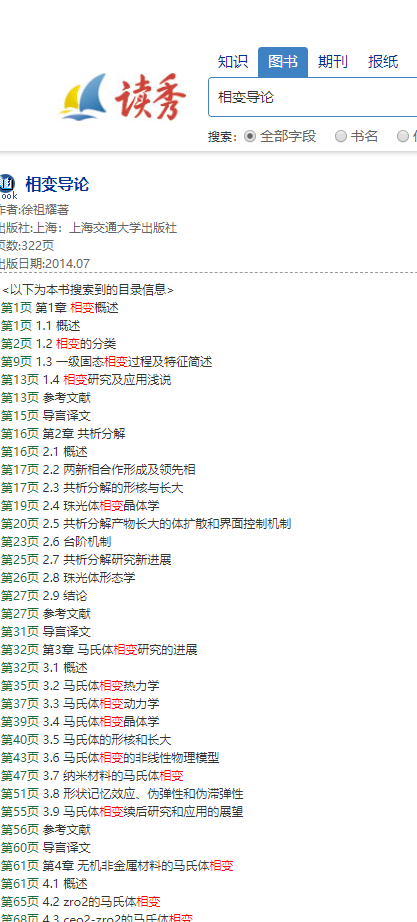 知识 图书 期刊 报纸
读秀
相变导论
搜索: 全部字段 书名
相变导论
作者:徐祖耀著
出版社:上海：上海交通大学出版社
页数:322页
出版日期:2014.07
<以下为本书搜索到的目录信息>
第1页 第1章 相变概述
第1页 1.1 概述
第2页 1.2 相变的分类
第9页 1.3 一级固态相变过程及特征简述
第13页 1.4 相变研究及应用浅说
第13页 参考文献
第15页 导言译文
第16页 第2章 共析分解
第16页 2.1 概述
第17页 2.2 两新相合作形成及领先相
第17页 2.3 共析分解的形核与长大
第19页 2.4 珠光体相变晶体学
第20页 2.5 共析分解产物长大的体扩散和界面控制机制
第23页 2.6 台阶机制
第25页 2.7 共析分解研究新进展
第26页 2.8 珠光体形态学
第27页 2.9 结论
第27页 参考文献
第31页 导言译文
第32页 第3章 马氏体相变研究的进展
第32页 3.1 概述
第35页 3.2 马氏体相变热力学
第37页 3.3 马氏体相变动力学
第39页 3.4 马氏体相变晶体学
第40页 3.5 马氏体的形核和长大
第43页 3.6 马氏体相变的非线性物理模型
第47页 3.7 纳米材料的马氏体相变
第51页 3.8 形状记忆效应、伪弹性和伪滞弹性
第55页 3.9 马氏体相变续后研究和应用的展望
第56页 参考文献
第60页 导言译文
第61页 第4章 无机非金属材料的马氏体相变
第61页 4.1 概述
第65页 4.2 zro2的马氏体相变
第68页 4.3 ceo2-zro2的马氏体相变